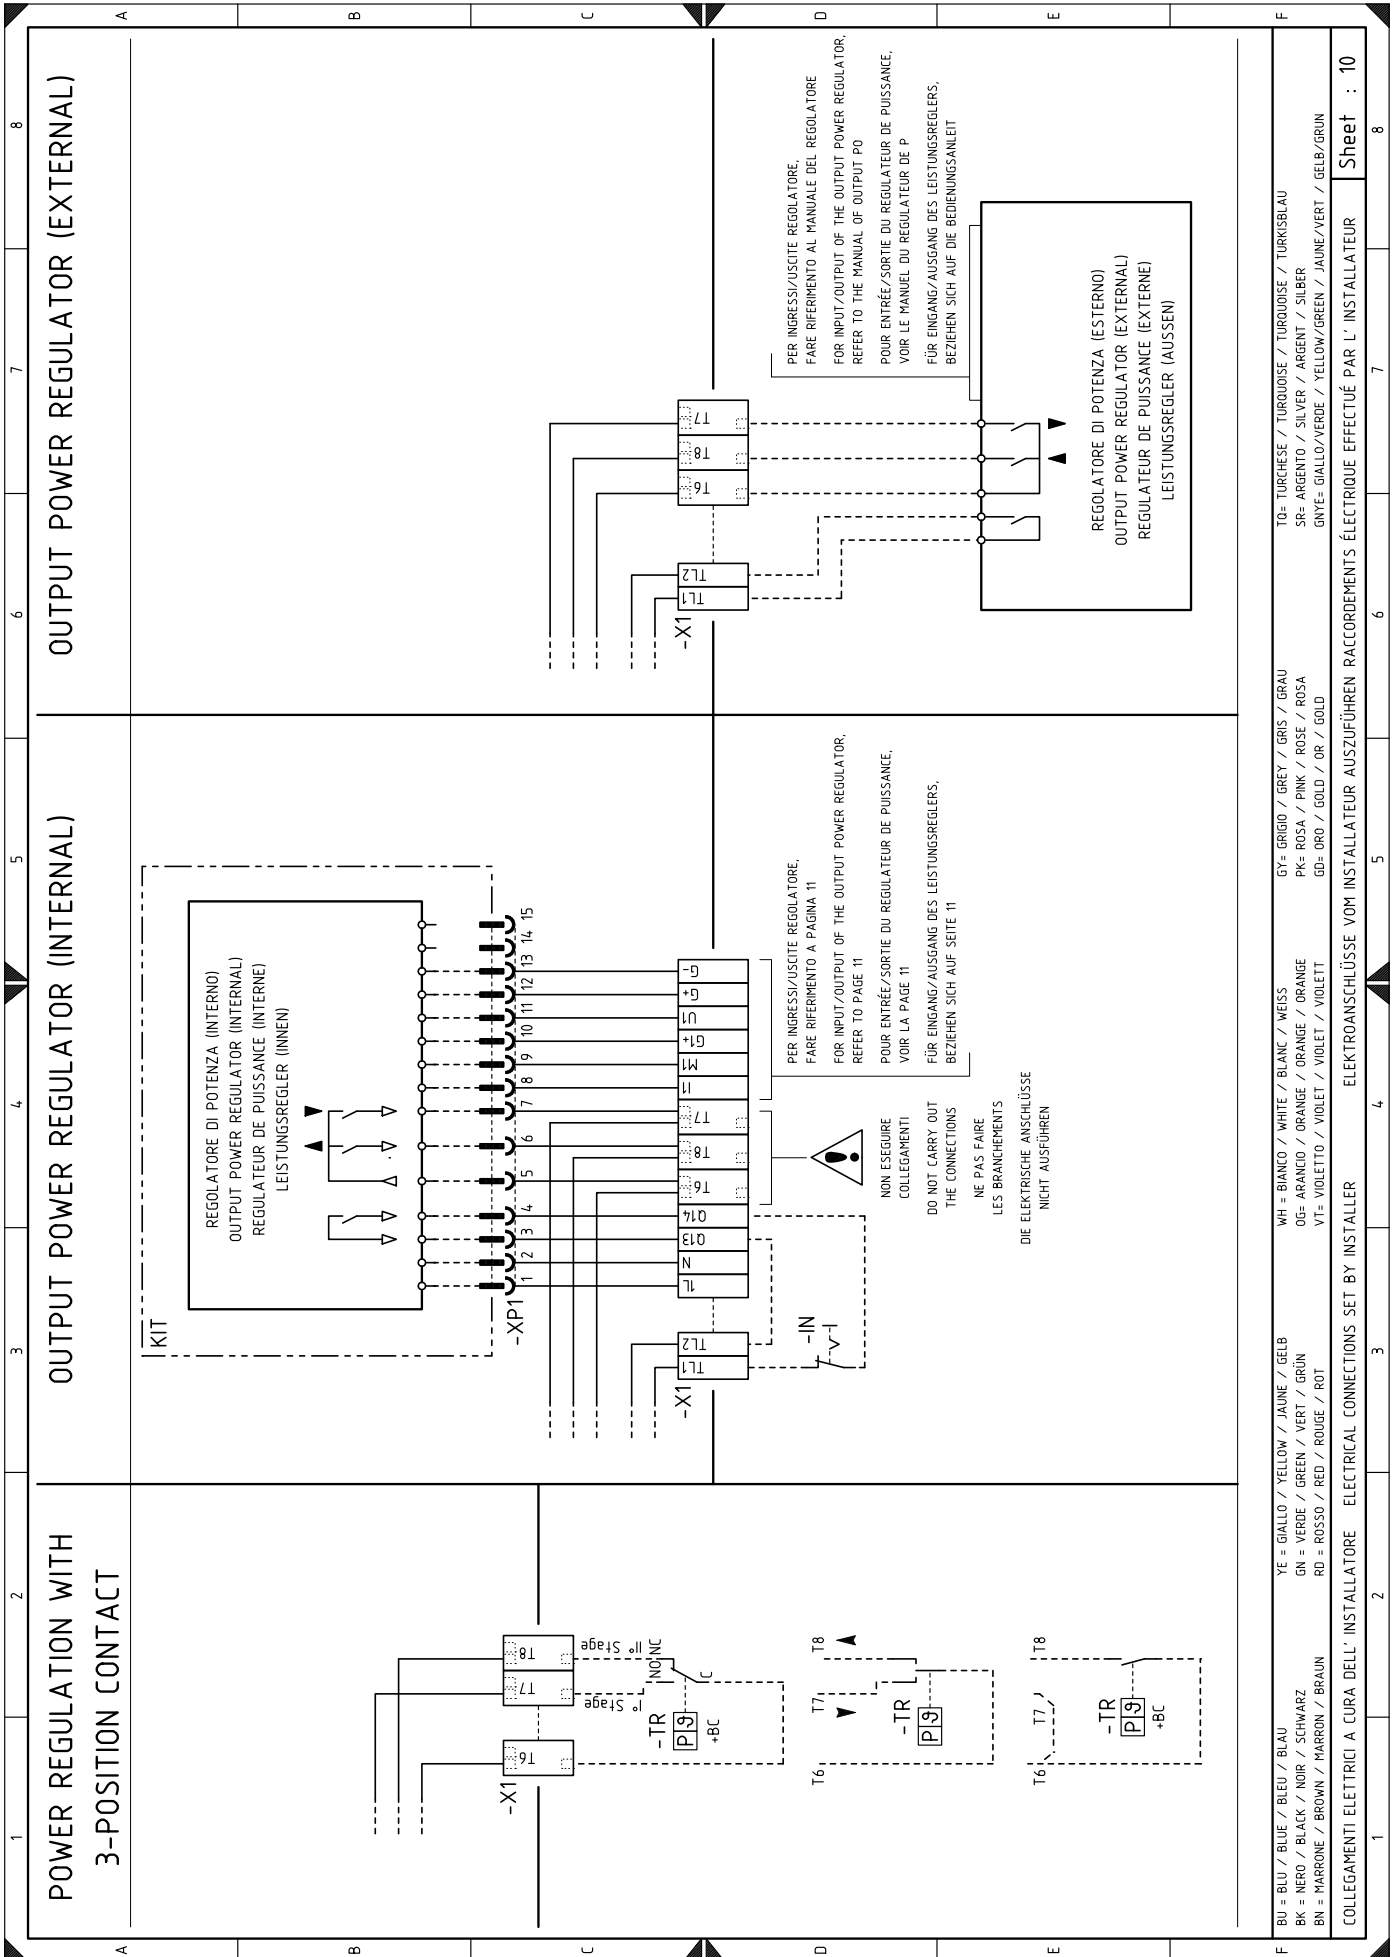 1
2
3
4
5
6
7
8
A
B
C
D
E
F
POWER REGULATION WITH
3-POSITION CONTACT
-X1
T6
T7
T8
I° Stage
II° Stage
NO
NC
C
-TR
P
ϑ
+BC
T6
T7
T8
-TR
P
ϑ
T6
T7
T8
-TR
P
ϑ
+BC
OUTPUT POWER REGULATOR (INTERNAL)
KIT
REGOLATORE DI POTENZA (INTERNO)
OUTPUT POWER REGULATOR (INTERNAL)
REGULATEUR DE PUISSANCE (INTERNE)
LEISTUNGSREGLER (INNEN)
-XP1
1
2
3
4
5
6
7
8
9
10
11
12
13
14
15
-X1
TL1
TL2
1L
N
Q13
Q14
T6
T8
T7
I1
M1
G1+
U1
G+
G-
-IN
NON ESEGUIRE
COLLEGAMENTI
DO NOT CARRY OUT
THE CONNECTIONS
NE PAS FAIRE
LES BRANCHEMENTS
DIE ELEKTRISCHE ANSCHLÜSSE
NICHT AUSFÜHREN
PER INGRESSI/USCITE REGOLATORE,
FARE RIFERIMENTO A PAGINA 11
FOR INPUT/OUTPUT OF THE OUTPUT POWER REGULATOR,
REFER TO PAGE 11
POUR ENTRÉE/SORTIE DU REGULATEUR DE PUISSANCE,
VOIR LA PAGE 11
FÜR EINGANG/AUSGANG DES LEISTUNGSREGLERS,
BEZIEHEN SICH AUF SEITE 11
OUTPUT POWER REGULATOR (EXTERNAL)
-X1
TL1
TL2
T6
T8
T7
PER INGRESSI/USCITE REGOLATORE,
FARE RIFERIMENTO AL MANUALE DEL REGOLATORE
FOR INPUT/OUTPUT OF THE OUTPUT POWER REGULATOR,
REFER TO THE MANUAL OF OUTPUT PO
POUR ENTRÉE/SORTIE DU REGULATEUR DE PUISSANCE,
VOIR LE MANUEL DU REGULATEUR DE P
FÜR EINGANG/AUSGANG DES LEISTUNGSREGLERS,
BEZIEHEN SICH AUF DIE BEDIENUNGSANLEIT
REGOLATORE DI POTENZA (ESTERNO)
OUTPUT POWER REGULATOR (EXTERNAL)
REGULATEUR DE PUISSANCE (EXTERNE)
LEISTUNGSREGLER (AUSSEN)
BU = BLU / BLUE / BLEU / BLAU
BK = NERO / BLACK / NOIR / SCHWARZ
BN = MARRONE / BROWN / MARRON / BRAUN
YE = GIALLO / YELLOW / JAUNE / GELB
GN = VERDE / GREEN / VERT / GRÜN
RD = ROSSO / RED / ROUGE / ROT
WH = BIANCO / WHITE / BLANC / WEISS
OG= ARANCIO / ORANGE / ORANGE / ORANGE
VT= VIOLETTO / VIOLET / VIOLET / VIOLETT
GY= GRIGIO / GREY / GRIS / GRAU
PK= ROSA / PINK / ROSE / ROSA
GD= ORO / GOLD / OR / GOLD
TQ= TURCHESE / TURQUOISE / TURQUOISE / TURKISBLAU
SR= ARGENTO / SILVER / ARGENT / SILBER
GNYE= GIALLO/VERDE / YELLOW/GREEN / JAUNE/VERT / GELB/GRUN
COLLEGAMENTI ELETTRICI A CURA DELL' INSTALLATORE ELECTRICAL CONNECTIONS SET BY INSTALLER ELEKTROANSCHLÜSSE VOM INSTALLATEUR AUSZUFÜHREN RACCORDEMENTS ÉLECTRIQUE EFFECTUÉ PAR L' INSTALLATEUR
Sheet : 10
1
2
3
4
5
6
7
8
A
B
C
D
E
F